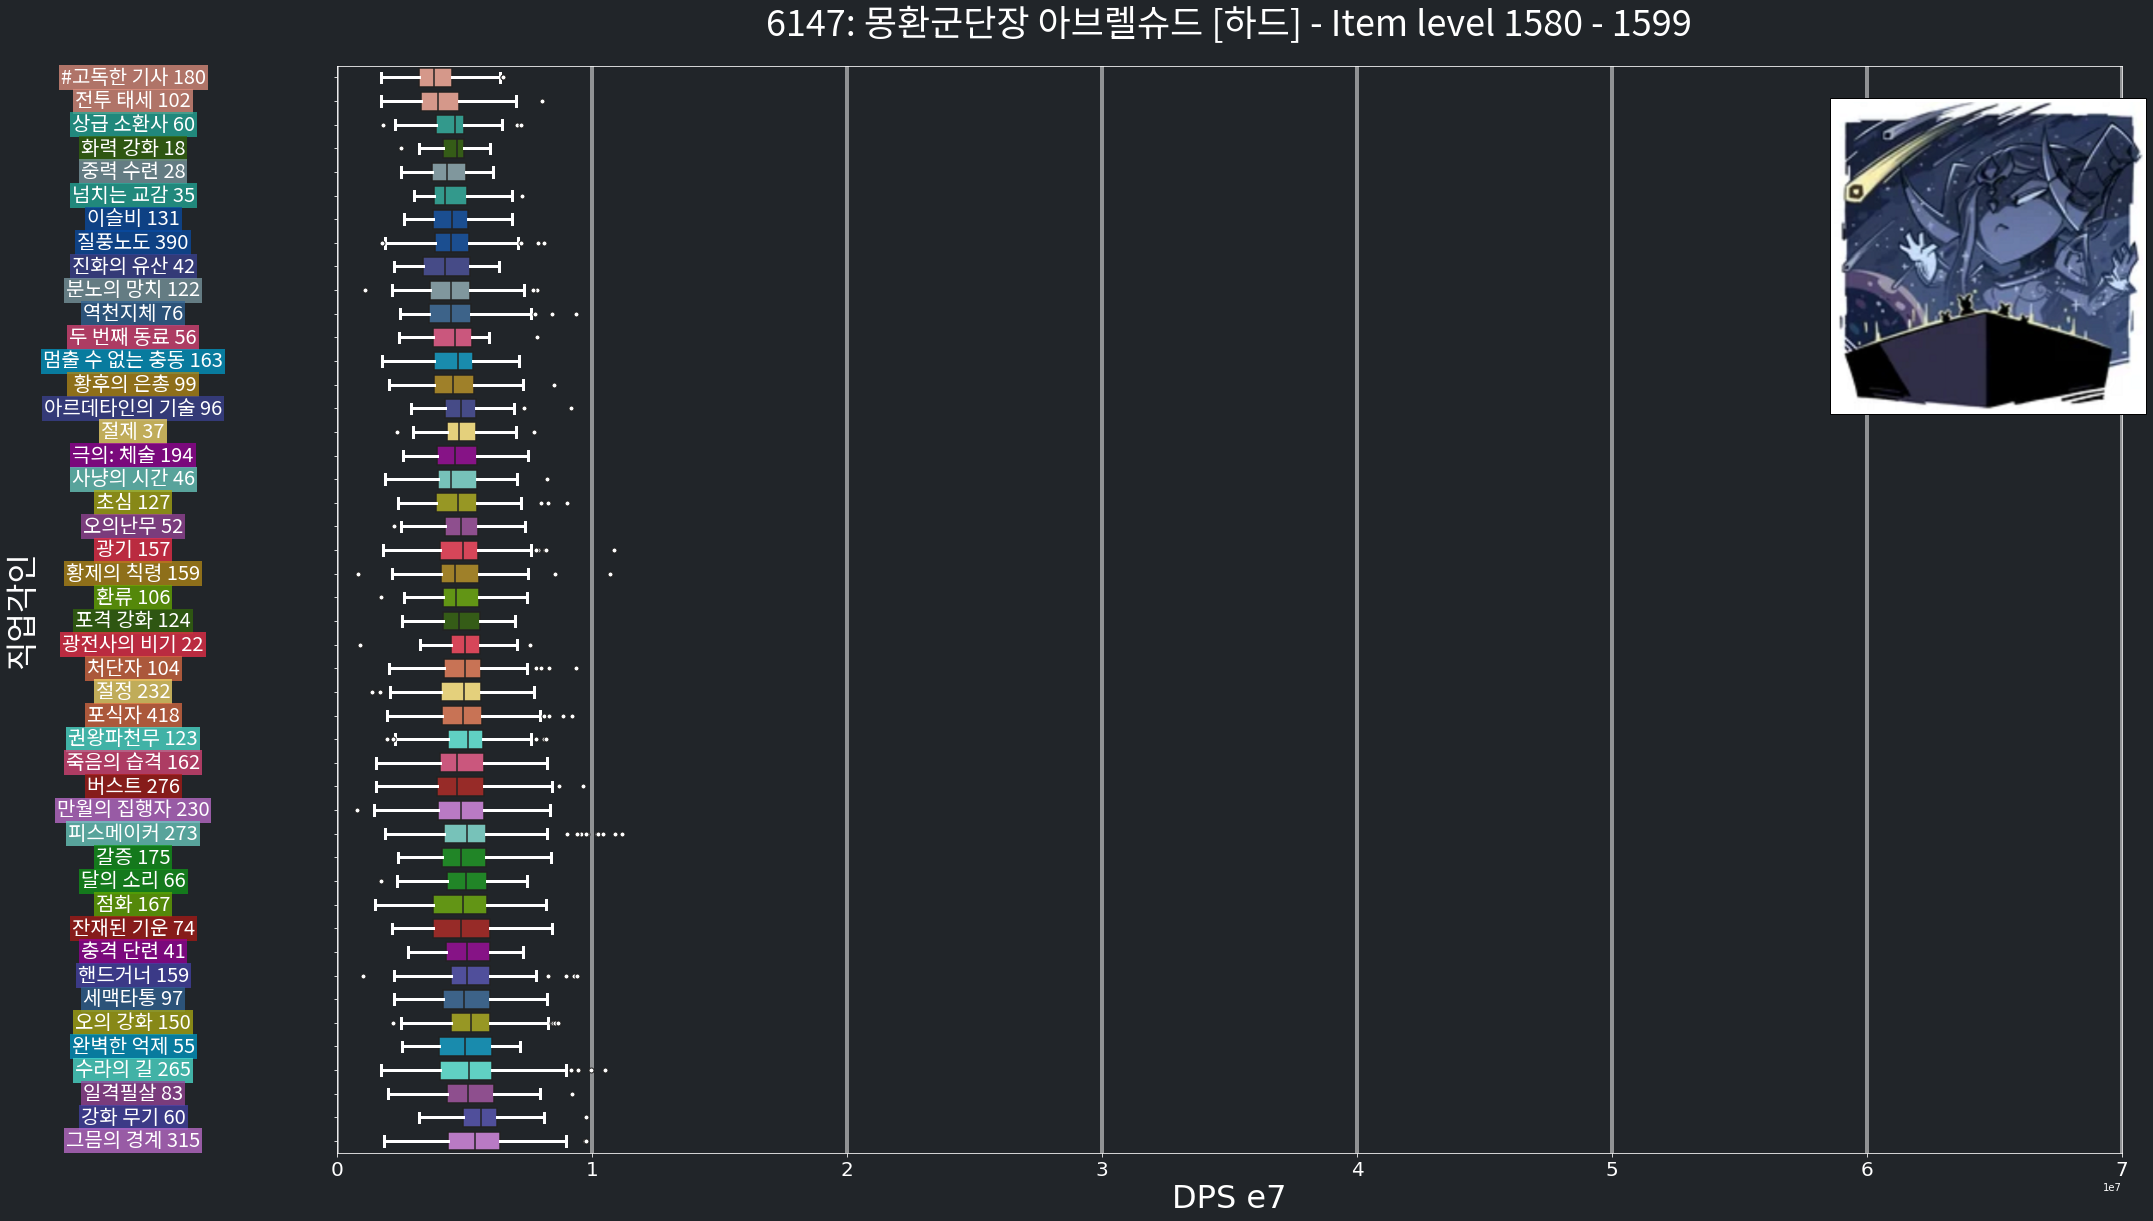 6147: 몽환군단장 아브렐슈드 [하드] - Item level 1580 - 1599
직업각인
#고독한 기사 180
전투 태세 102
상급 소환사 60
화력 강화 18
중력 수련 28
넘치는 교감 35
이슬비 131
질풍노도 390
진화의 유산 42
분노의 망치 122
역천지체 76
두 번째 동료 56
멈출 수 없는 충동 163
황후의 은총 99
아르데타인의 기술 96
절제 37
극의: 체술 194
사냥의 시간 46
초심 127
오의난무 52
광기 157
황제의 칙령 159
환류 106
포격 강화 124
광전사의 비기 22
처단자 104
절정 232
포식자 418
권왕파천무 123
죽음의 습격 162
버스트 276
만월의 집행자 230
피스메이커 273
갈증 175
달의 소리 66
점화 167
잔재된 기운 74
충격 단련 41
핸드거너 159
세맥타통 97
오의 강화 150
완벽한 억제 55
수라의 길 265
일격필살 83
강화 무기 60
그믐의 경계 315
0 1 2 3 4 5 6 7
DPS e7
1e7